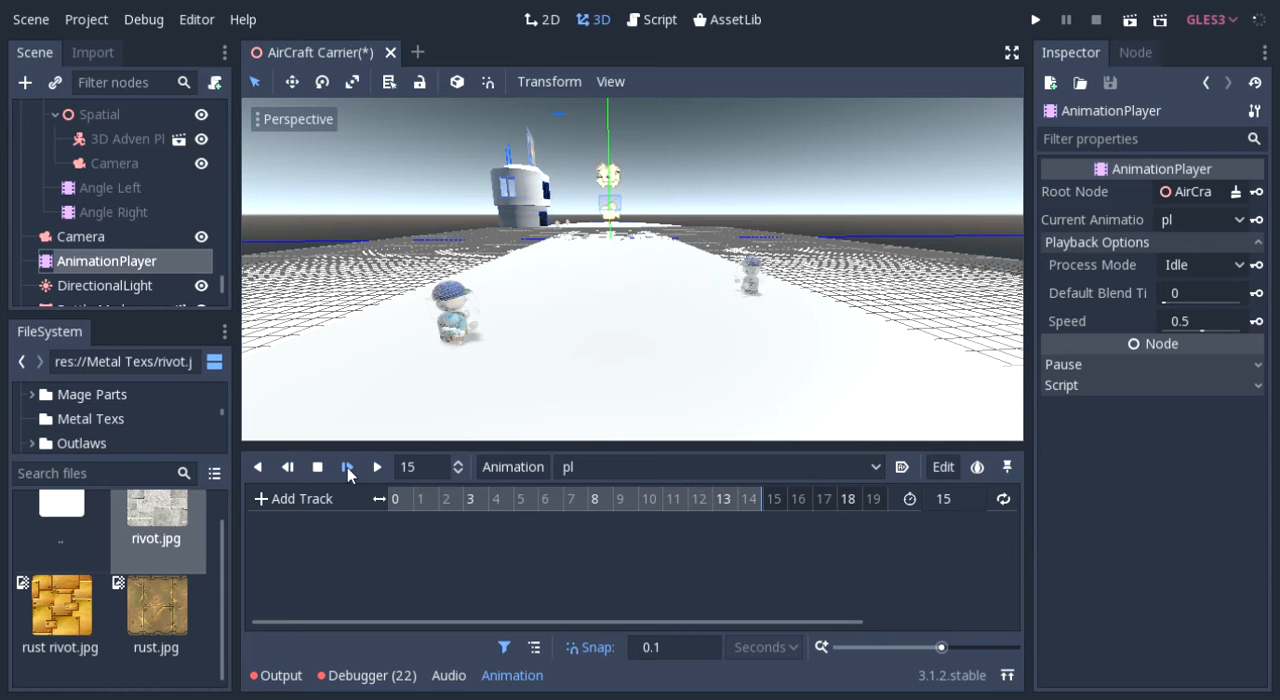 Scene Project Debug Editor Help 2D 3D Script AssetLib GLES3
Scene Import AirCraft Carrier(*) Inspector Node
Filter nodes Transform View
Spatial Perspective AnimationPlayer
3D Adven Pl Filter properties
Camera AnimationPlayer
Angle Left Root Node AirCra
Angle Right Current Animatio pl
Camera Playback Options
AnimationPlayer Process Mode Idle
DirectionalLight Default Blend Ti 0
Speed 0.5
FileSystem Node
res://Metal Texs/rivot.j Pause
Mage Parts Script
Metal Texs
Outlaws
Search files 15 Animation pl Edit
Add Track 0 1 2 3 4 5 6 7 8 9 10 11 12 13 14 15 16 17 18 19 15
.. rivot.jpg
rust rivot.jpg rust.jpg Snap: 0.1 Seconds
Output Debugger (22) Audio Animation 3.1.2.stable